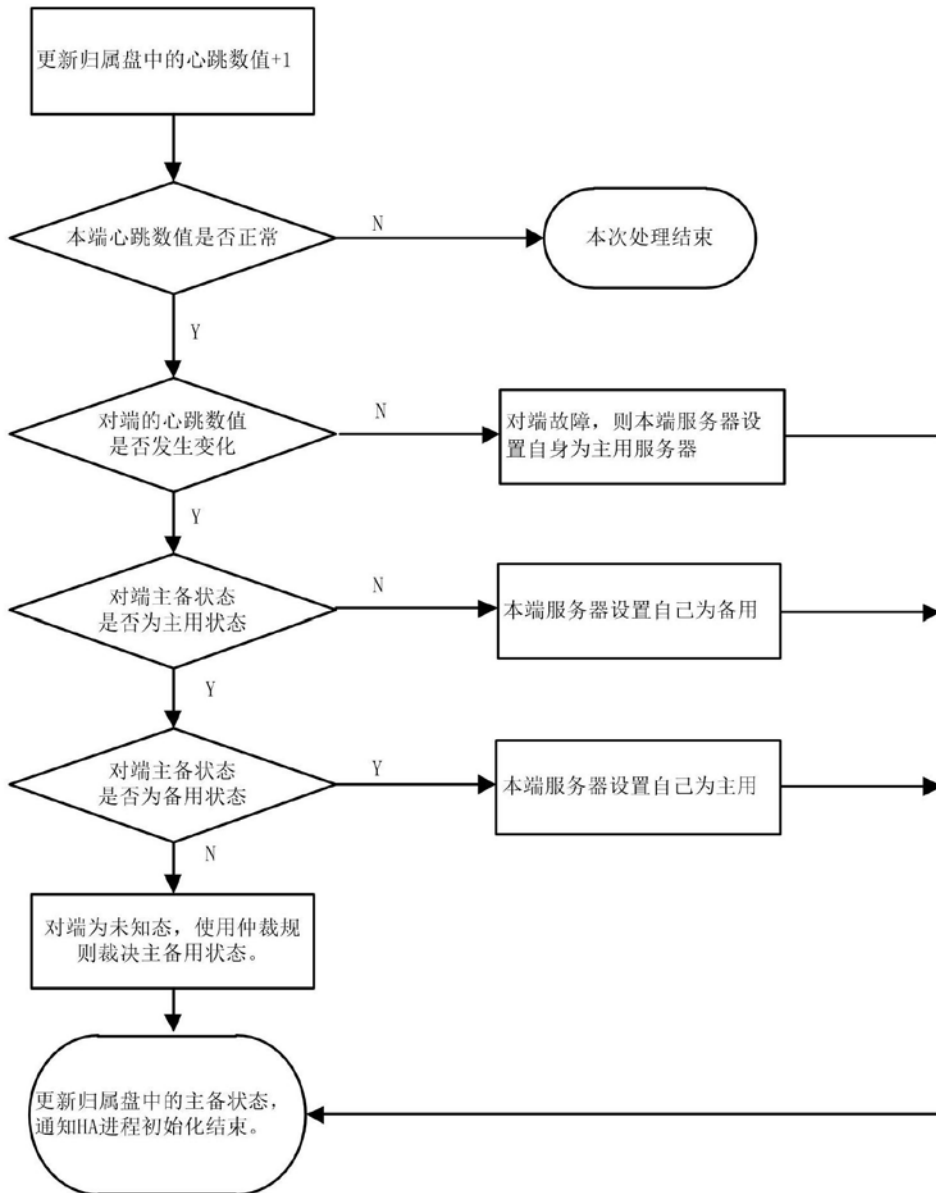 更新归属盘中的心跳数值+1
本端心跳数值是否正常
N
本次处理结束
Y
对端的心跳数值
是否发生变化
N
对端故障，则本端服务器设
置自身为主用服务器
Y
对端主备状态
是否为主用状态
N
本端服务器设置自己为备用
Y
对端主备状态
是否为备用状态
Y
本端服务器设置自己为主用
N
对端为未知态，使用仲裁规
则裁决主备用状态。
更新归属盘中的主备状态，
通知HA进程初始化结束。